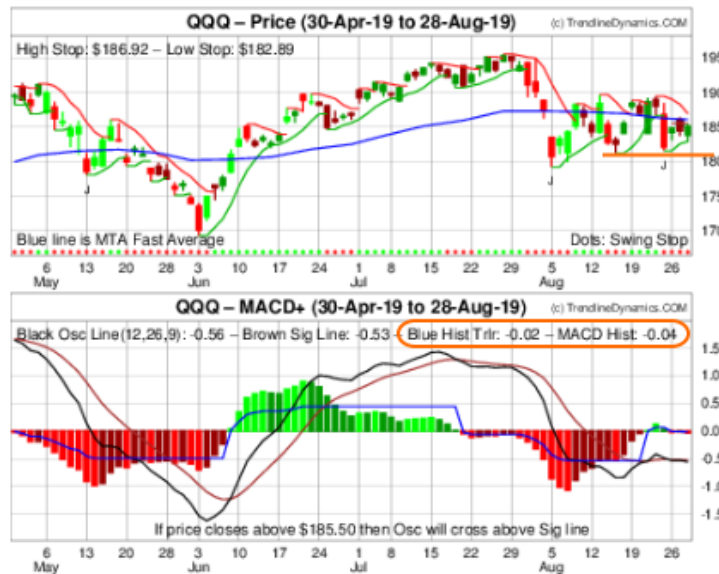 QQQ – Price (30-Apr-19 to 28-Aug-19) (c) TrendlineDynamics.COM
High Stop: $186.92 – Low Stop: $182.89
195
190
185
180
175
170
J
J
J
Blue line is MTA Fast Average Dots: Swing Stop
6 13 20 28 3 10 17 24 1 8 15 22 29 5 12 19 26
May Jun Jul Aug
QQQ – MACD+ (30-Apr-19 to 28-Aug-19) (c) TrendlineDynamics.COM
Black Osc Line(12,26,9): -0.56 – Brown Sig Line: -0.53 – Blue Hist Trlr: -0.02 – MACD Hist: -0.04
1.5
1.0
0.5
0.0
-0.5
-1.0
-1.5
If price closes above $185.50 then Osc will cross above Sig line
6 13 20 28 3 10 17 24 1 8 15 22 29 5 12 19 26
May Jun Jul Aug